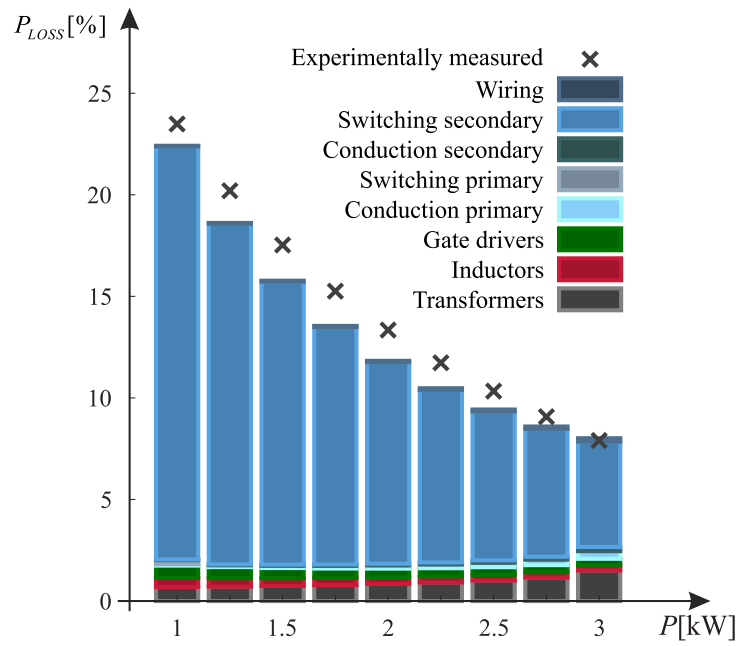 P_LOSS [%]
Experimentally measured
Wiring
Switching secondary
Conduction secondary
Switching primary
Conduction primary
Gate drivers
Inductors
Transformers
25
20
15
10
5
0
1
1.5
2
2.5
3
P[kW]